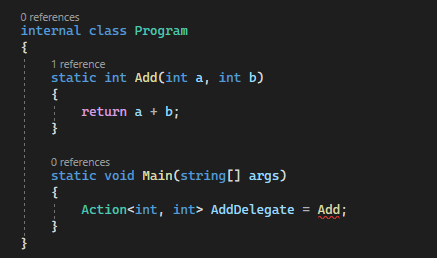 0 references
internal class Program
{
1 reference
static int Add(int a, int b)
{
return a + b;
}
0 references
static void Main(string[] args)
{
Action<int, int> AddDelegate = Add;
}
}